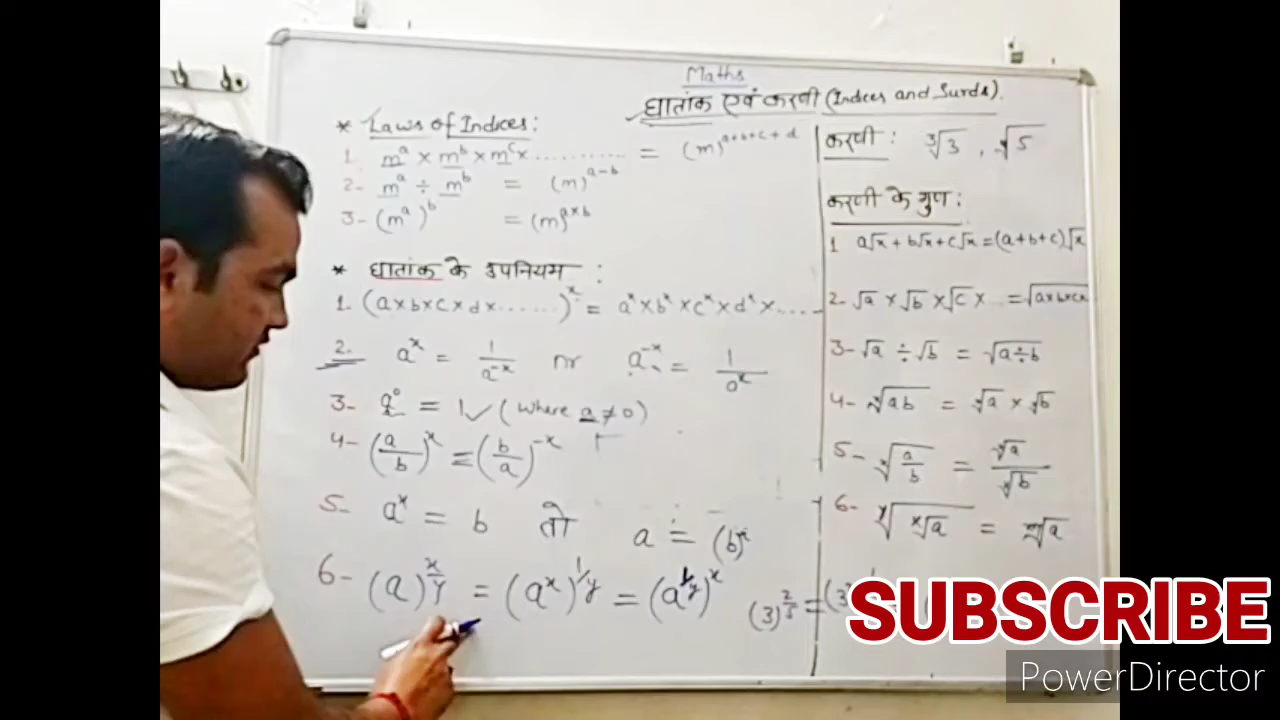 Maths
घातांक एवं करणी (Indices and Surds).
* Laws of Indices:
1. mᵃ × mᵇ × mᶜ× ........... = (m)ᵃ⁺ᵇ⁺ᶜ⁺ᵈ
2- mᵃ ÷ mᵇ = (m)ᵃ⁻ᵇ
3- (mᵃ)ᵇ = (m)ᵃˣᵇ
* घातांक के उपनियम :
1. (a×b×c×d×......)ˣ = aˣ×bˣ×cˣ×dˣ×.....
2. aˣ = 1/a⁻ˣ or a⁻ˣ = 1/aˣ
3- a⁰ = 1✓ (where a≠0)
4- (a/b)ˣ = (b/a)⁻ˣ
5- aˣ = b तो a = (b)
6- (a)^x/y = (aˣ)^1/y = (a^1/y)ˣ
(3)^2/5 =
करणी : ∛3 ,
करणी के गुण :
1 a√x + b√x + c√x = (a+b+c)√x
2- √a × √b × √c × ... = √a×b×c×
3- √a ÷ √b = √a÷b
4- ˣ√ab = ˣ√a × ˣ√b
5- ˣ√a/b = ˣ√a/ˣ√b
6- ʸ√ˣ√a = ˣʸ√a
SUBSCRIBE
PowerDirector